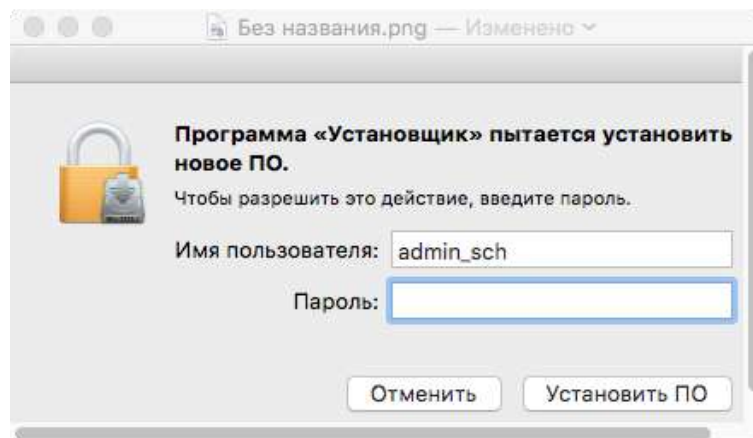 Без названия.png — Изменено
Программа «Установщик» пытается установить
новое ПО.
Чтобы разрешить это действие, введите пароль.
Имя пользователя: admin_sch
Пароль:
Отменить Установить ПО